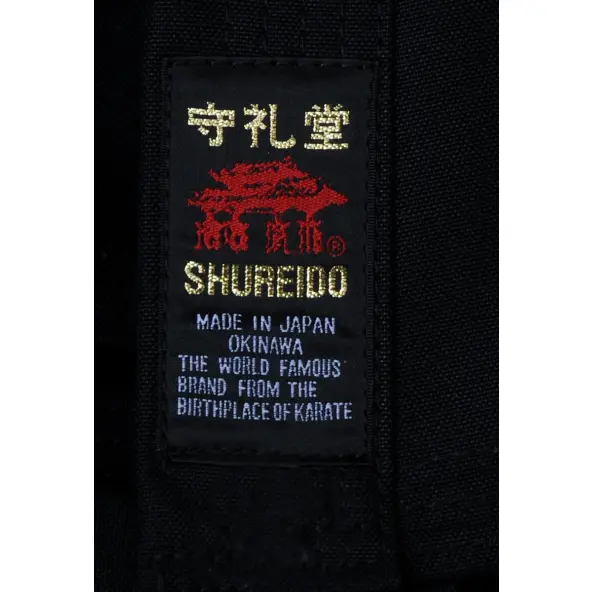 守礼堂
®
SHUREIDO
MADE IN JAPAN
OKINAWA
THE WORLD FAMOUS
BRAND FROM THE
BIRTHPLACE OF KARATE